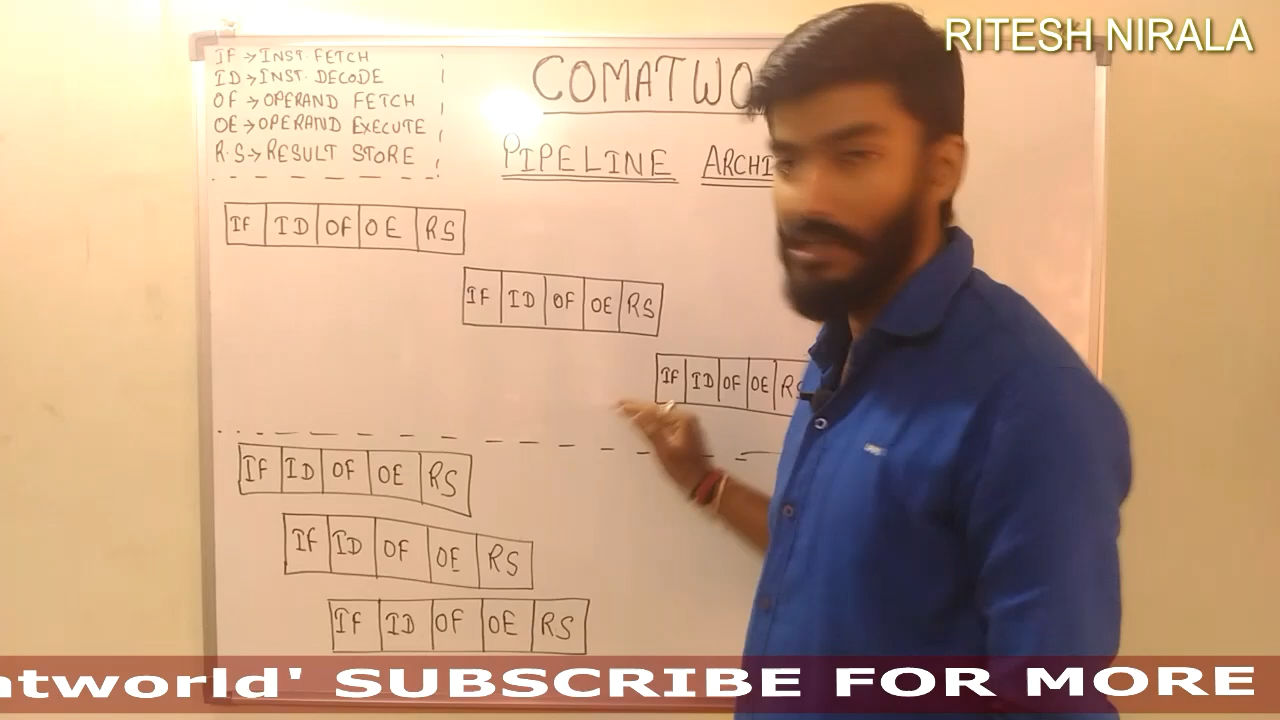 RITESH NIRALA
IF → INST. FETCH
ID → INST. DECODE
OF → OPERAND FETCH
OE → OPERAND EXECUTE
R.S → RESULT STORE
COMATWO
PIPELINE ARCHI
IF ID OF OE RS
IF ID OF OE RS
IF ID OF OE RS
IF ID OF OE RS
IF ID OF OE RS
IF ID OF OE RS
ntworld' SUBSCRIBE FOR MORE